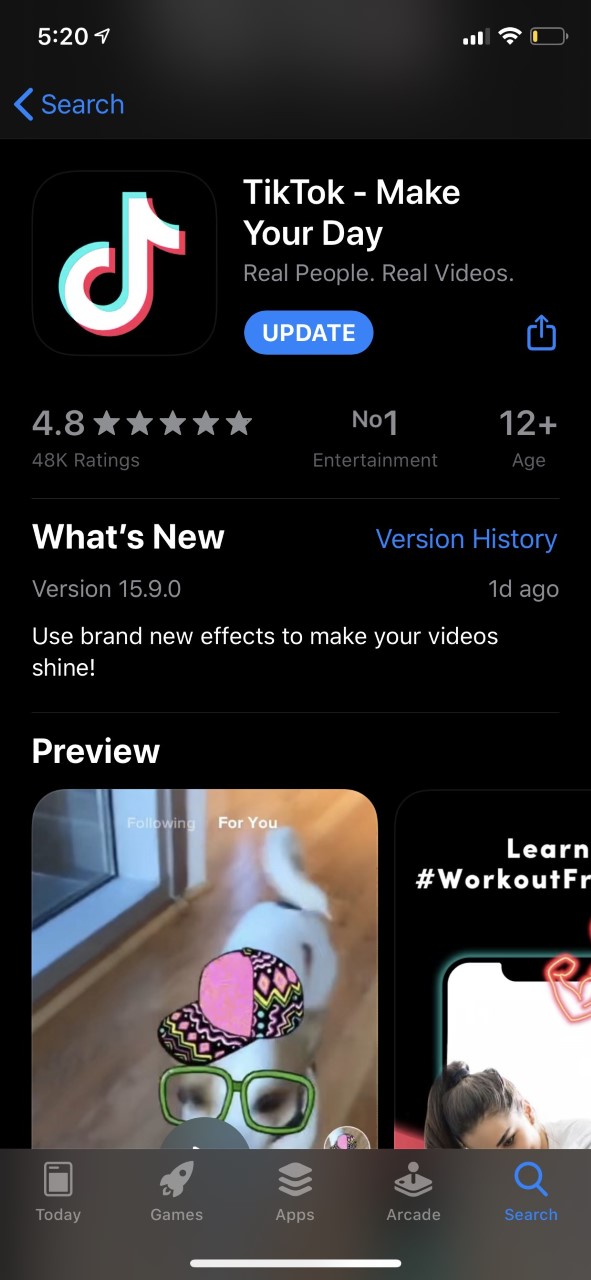 5:20
Search
TikTok - Make
Your Day
Real People. Real Videos.
UPDATE
4.8
No1
12+
48K Ratings
Entertainment
Age
What's New
Version History
Version 15.9.0
1d ago
Use brand new effects to make your videos
shine!
Preview
Following
For You
Learn
#WorkoutFr
Today
Games
Apps
Arcade
Search